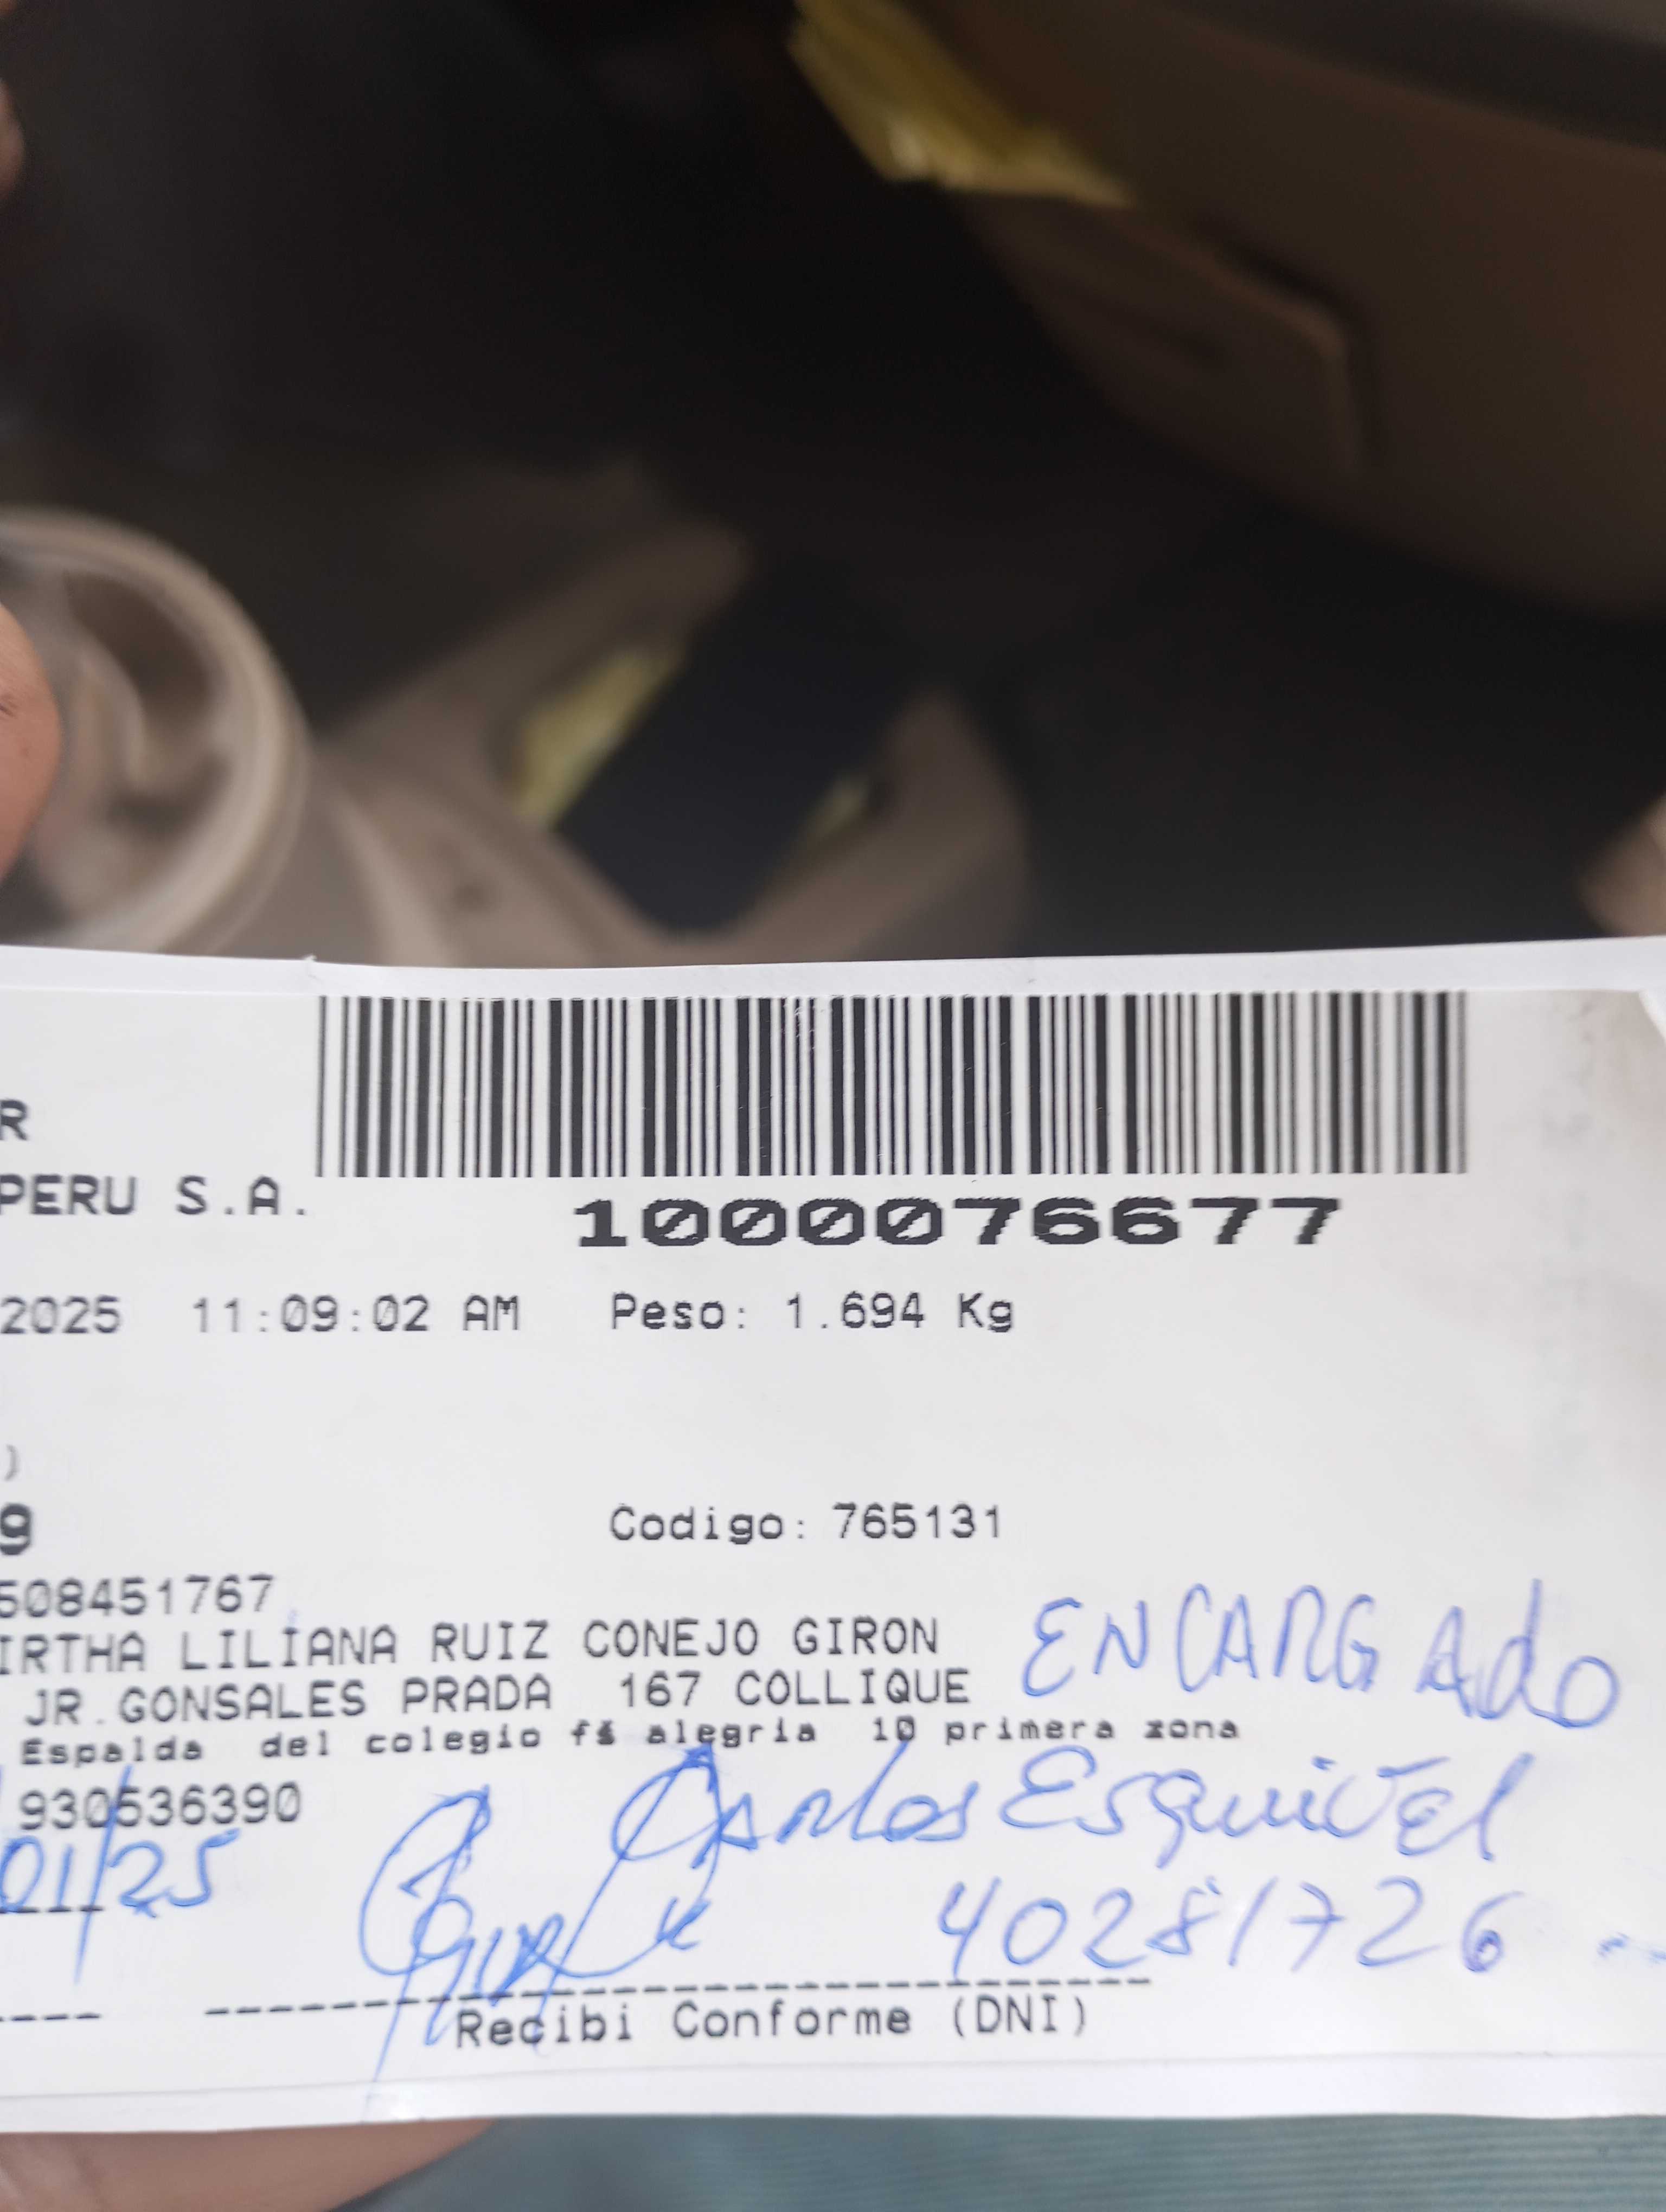 R
PERU S.A.
1000076677
2025 11:09:02 AM Peso: 1.694 Kg
)
9
Codigo: 765131
508451767
IRTHA LILIANA RUIZ CONEJO GIRON
JR.GONSALES PRADA 167 COLLIQUE
ENCARGAdO
Espalda del colegio alegria 10 primera zona
930536390
Carlos Esquivel
01/25
40281726
Recibi Conforme (DNI)